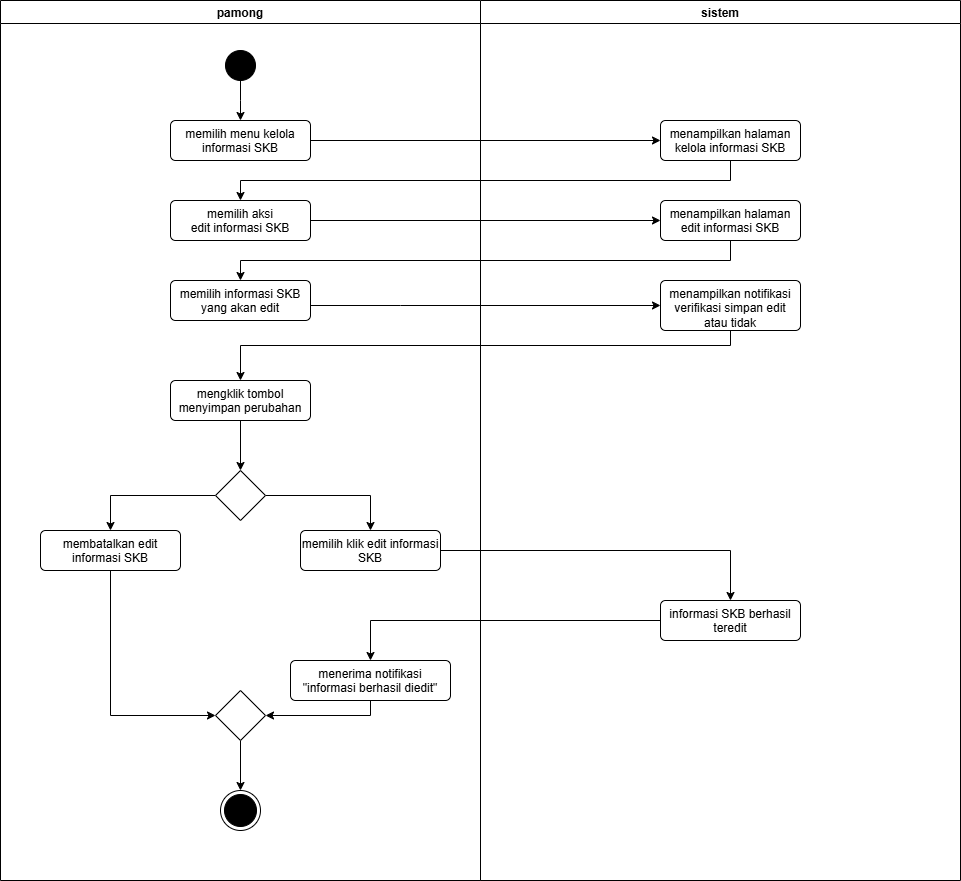 pamong
sistem
memilih menu kelola
informasi SKB
menampilkan halaman
kelola informasi SKB
memilih aksi
edit informasi SKB
menampilkan halaman
edit informasi SKB
memilih informasi SKB
yang akan edit
menampilkan notifikasi
verifikasi simpan edit
atau tidak
mengklik tombol
menyimpan perubahan
membatalkan edit
informasi SKB
memilih klik edit informasi
SKB
informasi SKB berhasil
teredit
menerima notifikasi
"informasi berhasil diedit"